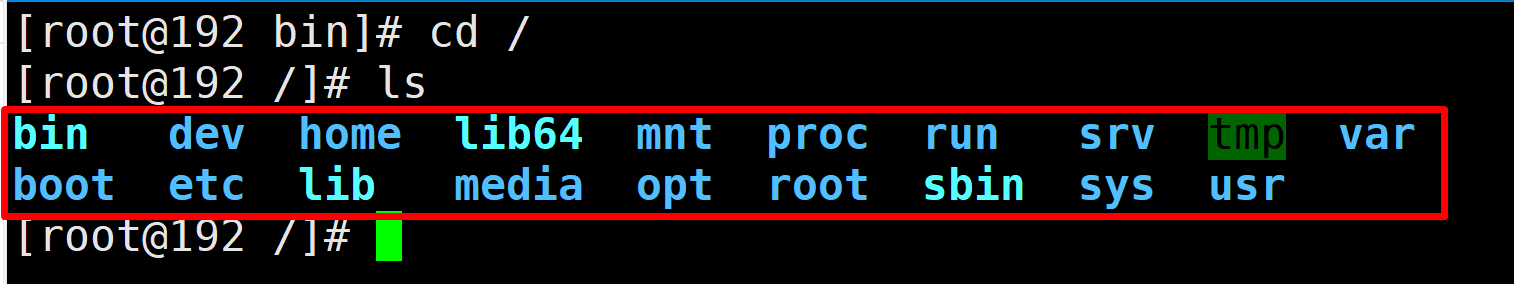 [root@192 bin]# cd /
[root@192 /]# ls
bin   dev  home  lib64  mnt  proc  run   srv  tmp  var
boot  etc  lib   media  opt  root  sbin  sys  usr
[root@192 /]#